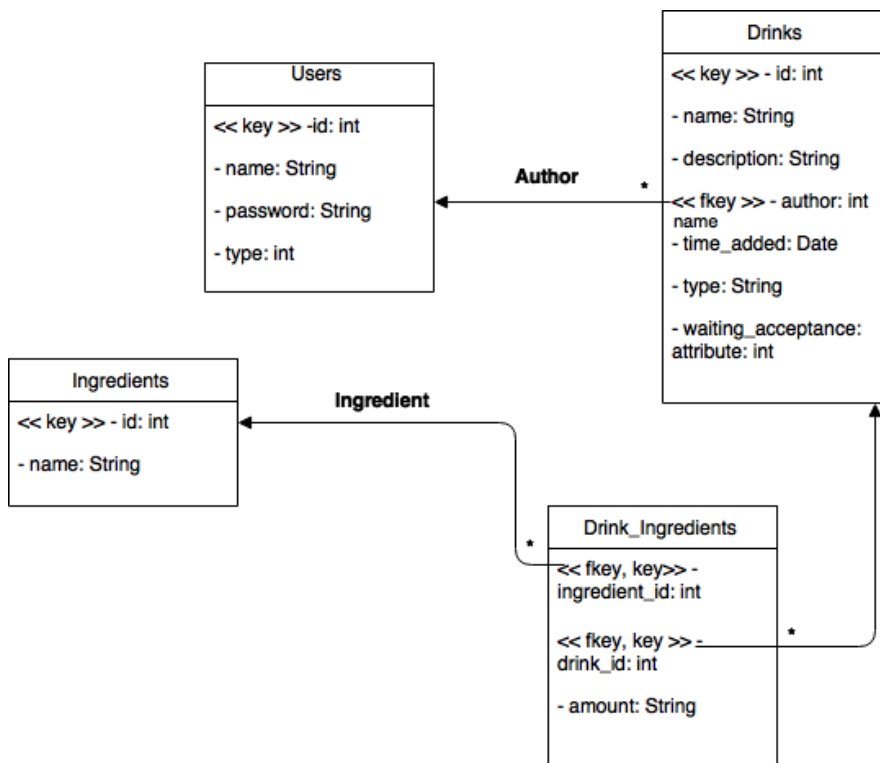 Users
<< key >> -id: int
- name: String
- password: String
- type: int
Author
*
Drinks
<< key >> - id: int
- name: String
- description: String
<< fkey >> - author: int
name
- time_added: Date
- type: String
- waiting_acceptance:
attribute: int
Ingredients
<< key >> - id: int
- name: String
Ingredient
*
Drink_Ingredients
<< fkey, key>> -
ingredient_id: int
<< fkey, key >> -
drink_id: int
- amount: String
*